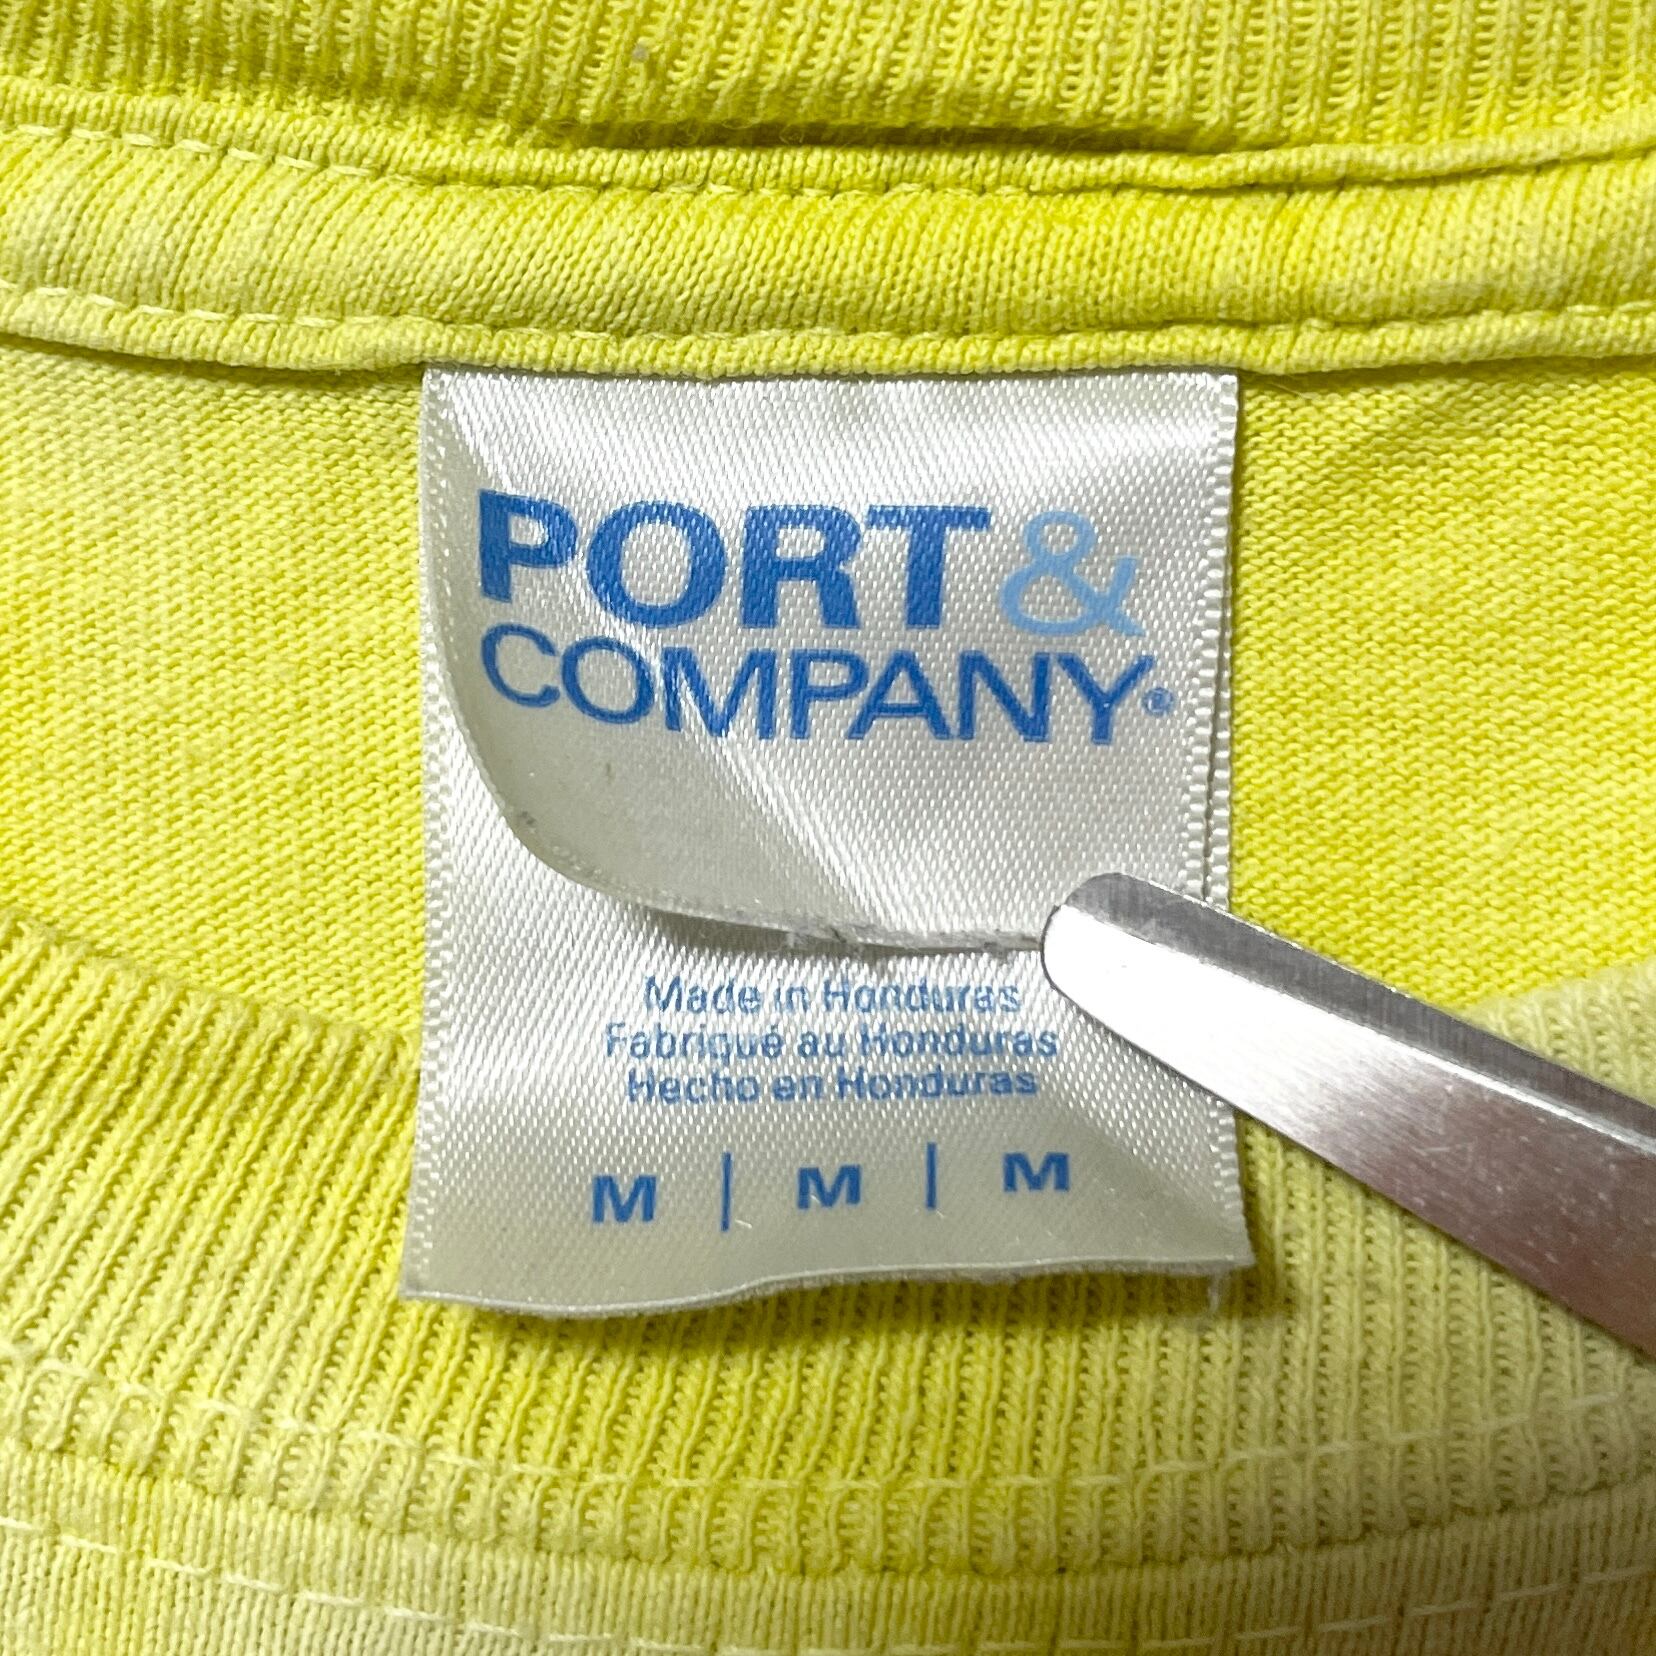 PORT &
COMPANY®
Made in Honduras
Fabriqué au Honduras
Hecho en Honduras
M | M | M